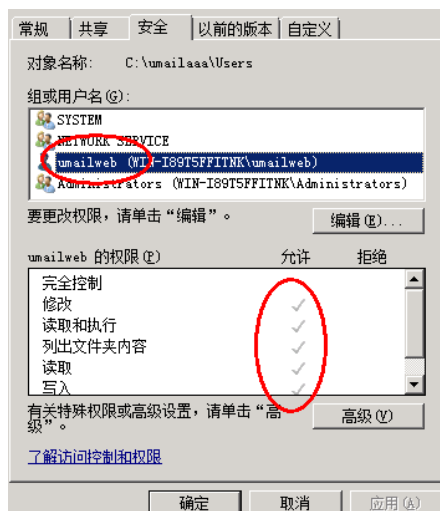 常规 共享 安全 以前的版本 自定义
对象名称: C:\umailaaa\Users
组或用户名(G):
SYSTEM
NETWORK SERVICE
umailweb (WIN-I89T5FFITNK\umailweb)
Administrators (WIN-I89T5FFITNK\Administrators)
要更改权限，请单击“编辑”。 编辑(E)...
umailweb 的权限(P) 允许 拒绝
完全控制
修改
读取和执行
列出文件夹内容
读取
写入
有关特殊权限或高级设置，请单击“高
级”。 高级(V)
了解访问控制和权限
确定 取消 应用(A)